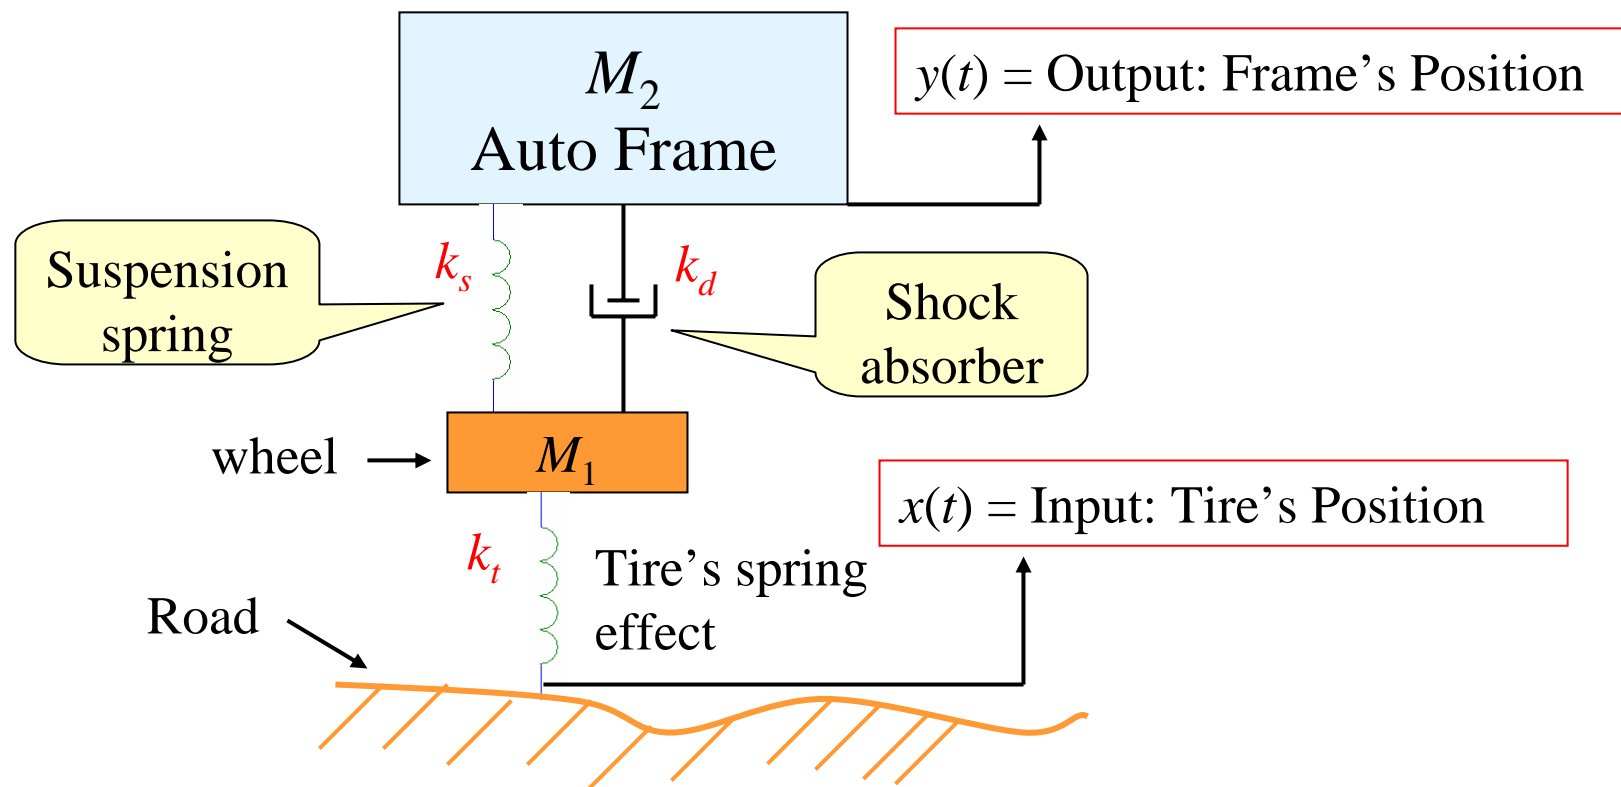 M₂
Auto Frame
y(t) = Output: Frame’s Position
Suspension
spring
kₛ
k_d
Shock
absorber
wheel
M₁
x(t) = Input: Tire’s Position
kₜ
Tire’s spring
effect
Road